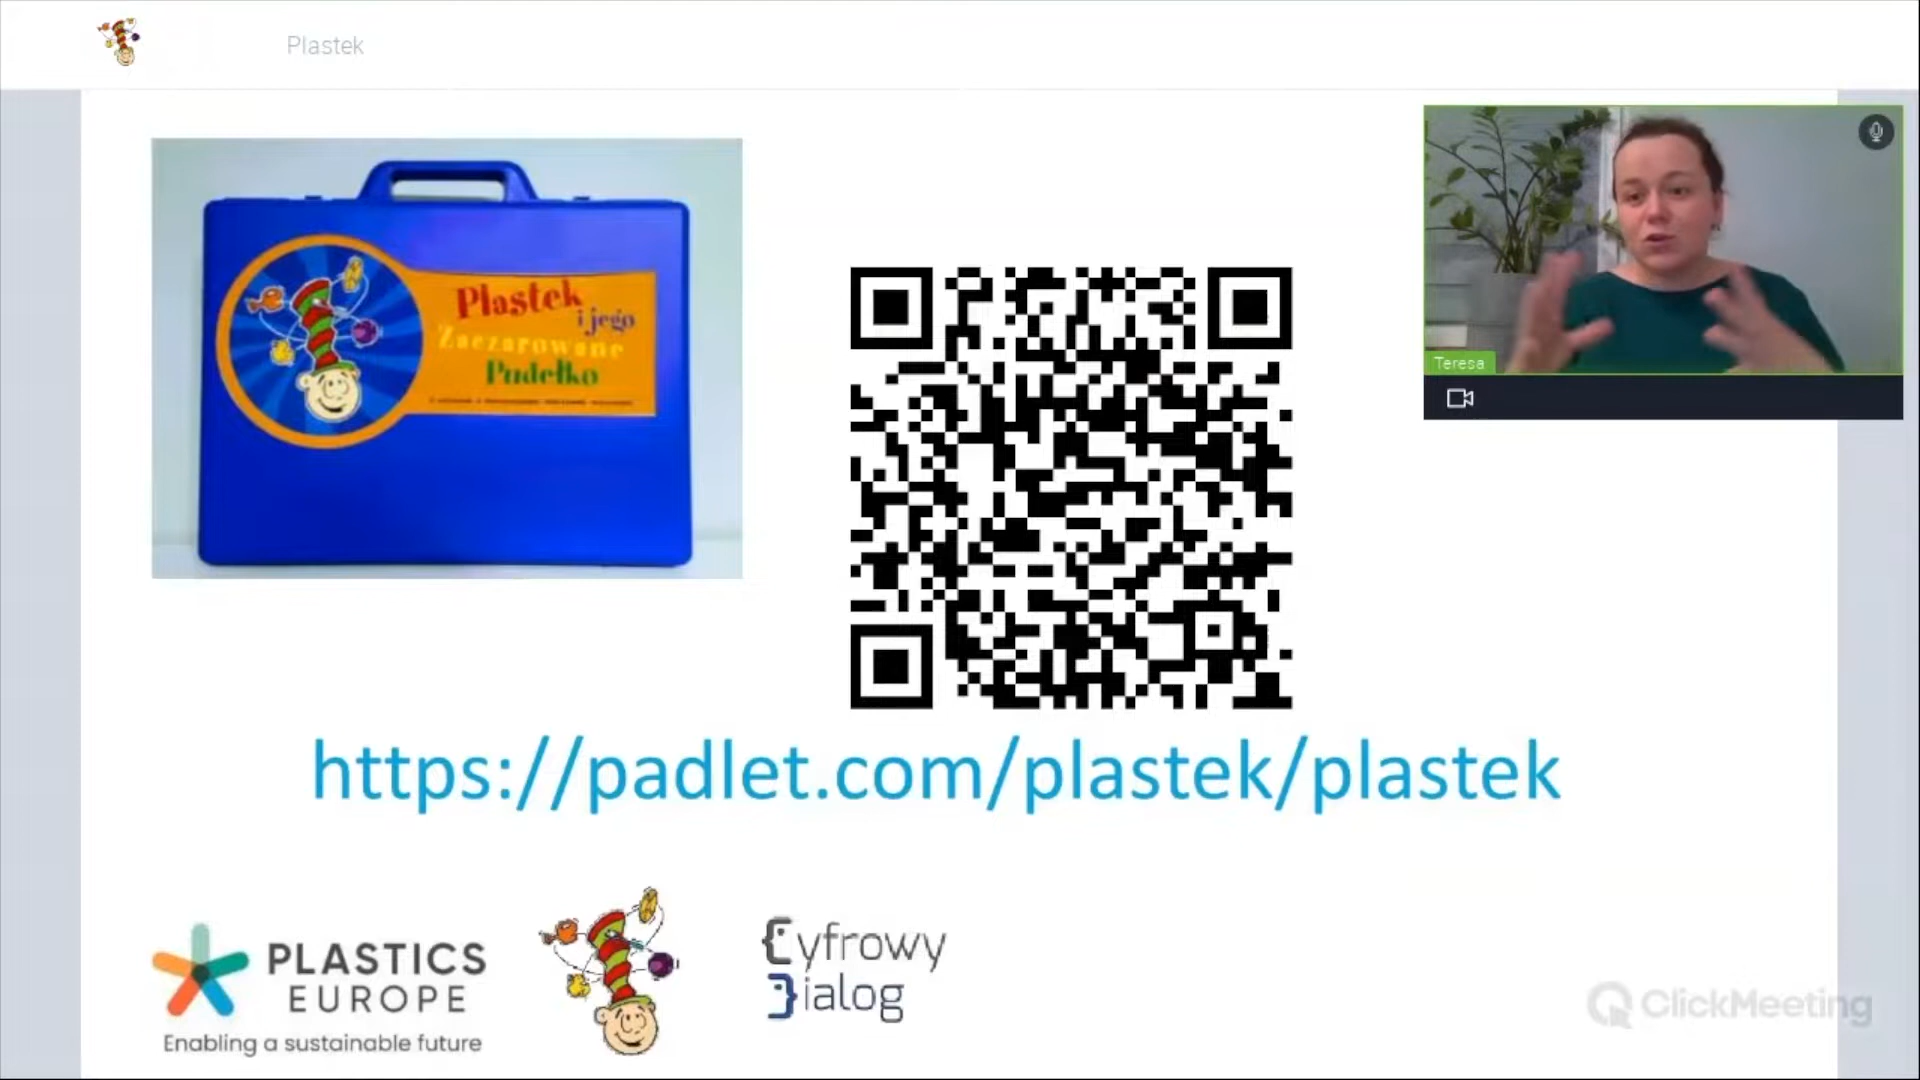 Plastek
Plastek
i jego
Zaczarowane
Pudełko
Teresa
https://padlet.com/plastek/plastek
PLASTICS
EUROPE
Enabling a sustainable future
Cyfrowy
Dialog
ClickMeeting